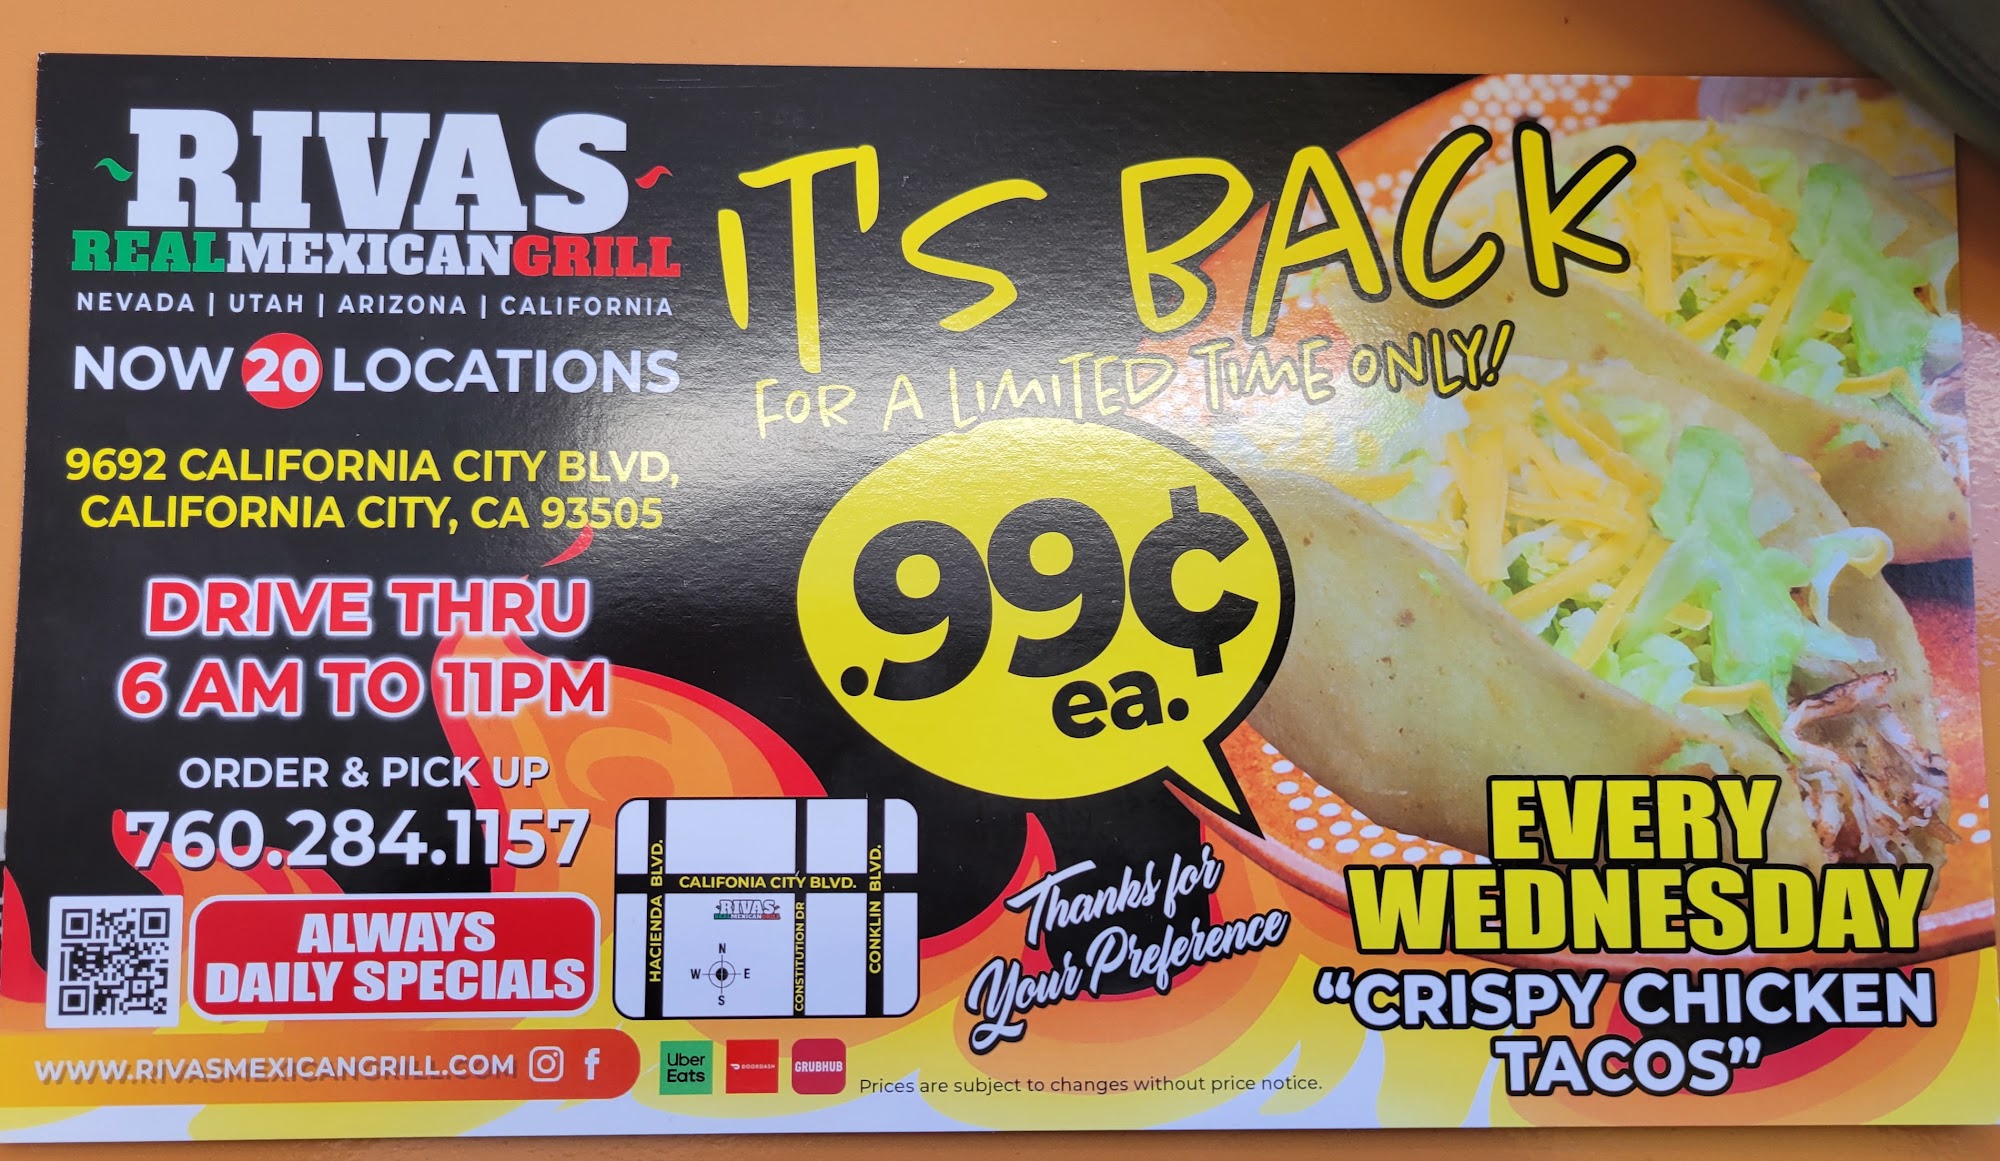 RIVAS
REALMEXICANGRILL
NEVADA | UTAH | ARIZONA | CALIFORNIA
NOW 20 LOCATIONS
9692 CALIFORNIA CITY BLVD,
CALIFORNIA CITY, CA 93505
DRIVE THRU
6 AM TO 11PM
ORDER & PICK UP
760.284.1157
ALWAYS
DAILY SPECIALS
WWW.RIVASMEXICANGRILL.COM
HACIENDA BLVD.
CALIFONIA CITY BLVD.
CONSTITUTION DR
CONKLIN BLVD.
RIVAS
REALMEXICANGRILL
N
W E
S
Uber
Eats
DOORDASH
GRUBHUB
IT'S BACK
FOR A LIMITED TIME ONLY!
.99¢
ea.
Thanks for
Your Preference
EVERY
WEDNESDAY
“CRISPY CHICKEN
TACOS”
Prices are subject to changes without price notice.